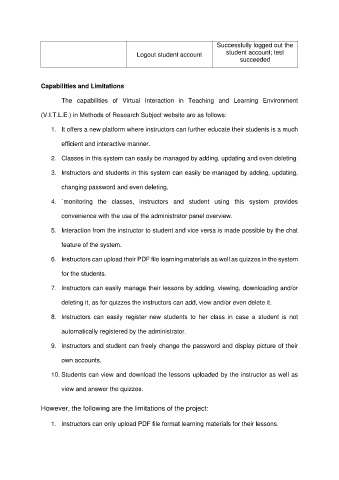 Logout student account
Successfully logged out the
student account; test
succeeded
Capabilities and Limitations
The capabilities of Virtual Interaction in Teaching and Learning Environment
(V.I.T.L.E.) in Methods of Research Subject website are as follows:
1. It offers a new platform where instructors can further educate their students is a much
efficient and interactive manner.
2. Classes in this system can easily be managed by adding, updating and even deleting.
3. Instructors and students in this system can easily be managed by adding, updating,
changing password and even deleting,
4. `monitoring the classes, instructors and student using this system provides
convenience with the use of the administrator panel overview.
5. Interaction from the instructor to student and vice versa is made possible by the chat
feature of the system.
6. Instructors can upload their PDF file learning materials as well as quizzes in the system
for the students.
7. Instructors can easily manage their lessons by adding, viewing, downloading and/or
deleting it, as for quizzes the instructors can add, view and/or even delete it.
8. Instructors can easily register new students to her class in case a student is not
automatically registered by the administrator.
9. Instructors and student can freely change the password and display picture of their
own accounts.
10. Students can view and download the lessons uploaded by the instructor as well as
view and answer the quizzes.
However, the following are the limitations of the project:
1. Instructors can only upload PDF file format learning materials for their lessons.